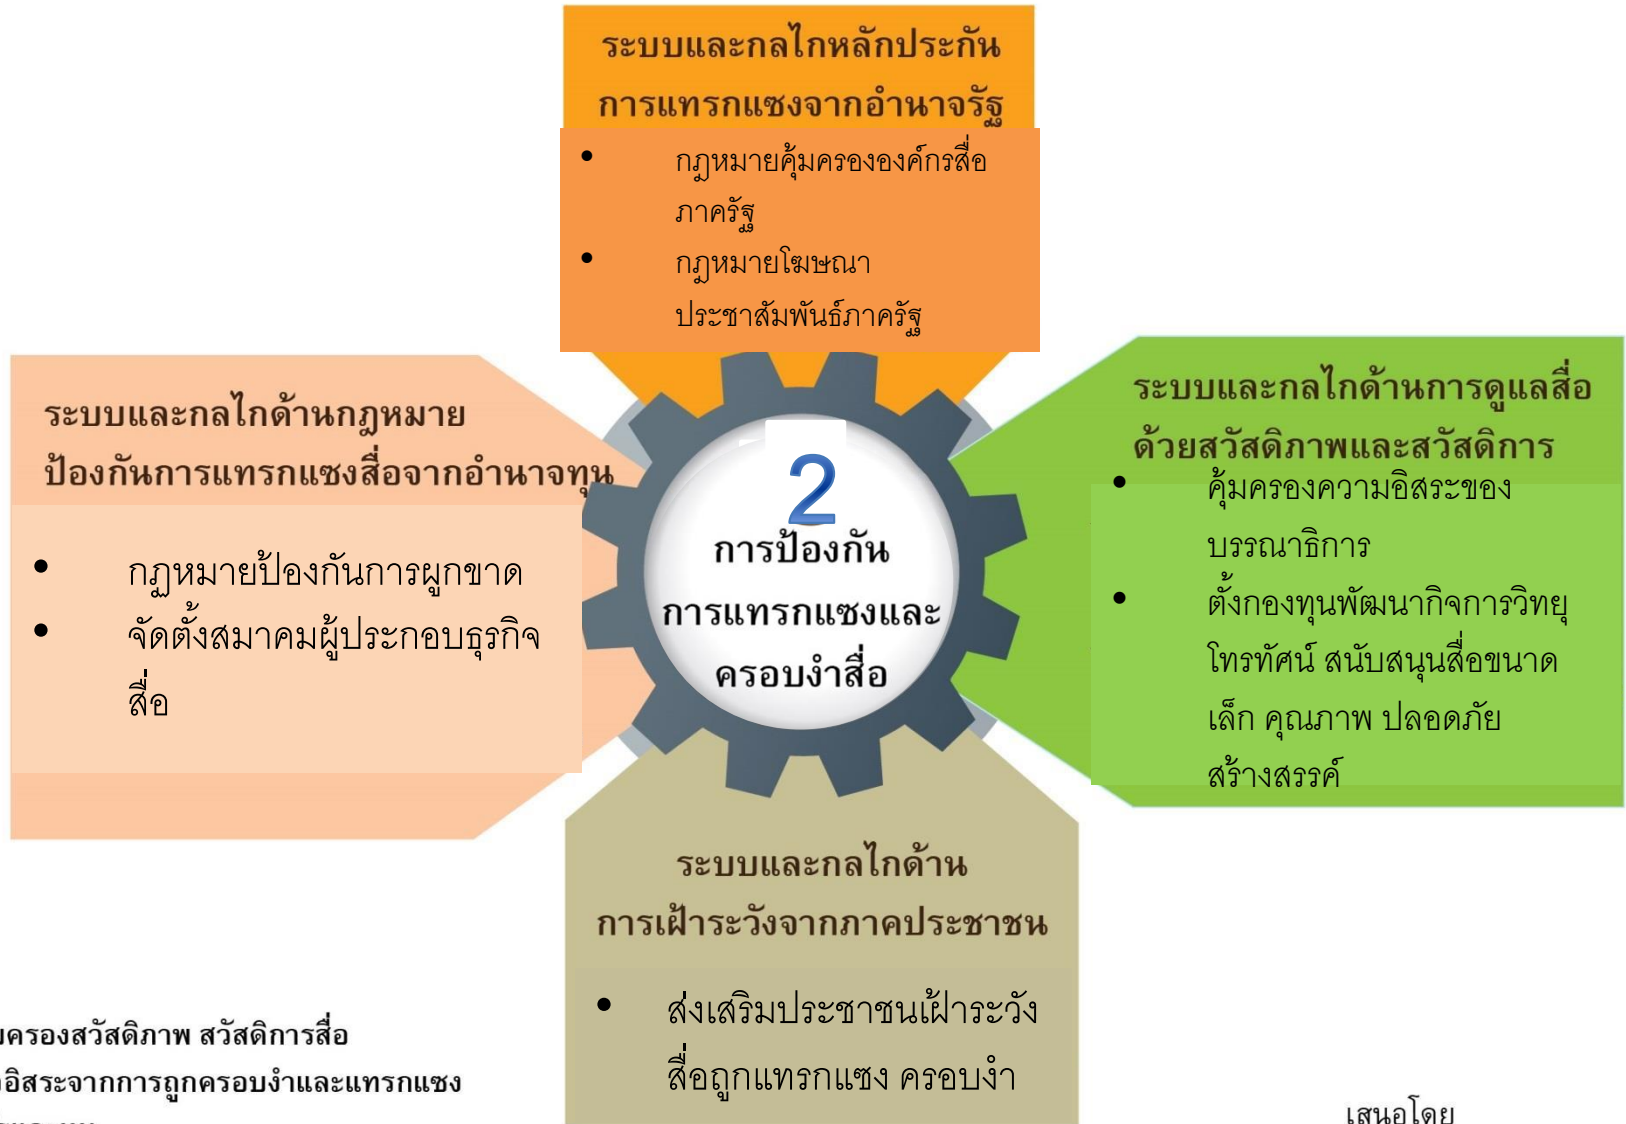 ระบบและกลไกหลักประกัน
การแทรกแซงจากอำนาจรัฐ
• กฎหมายคุ้มครององค์กรสื่อ
ภาครัฐ
• กฎหมายโฆษณา
ประชาสัมพันธ์ภาครัฐ
ระบบและกลไกด้านกฎหมาย
ป้องกันการแทรกแซงสื่อจากอำนาจทุน
• กฎหมายป้องกันการผูกขาด
• จัดตั้งสมาคมผู้ประกอบธุรกิจ
สื่อ
2
การป้องกัน
การแทรกแซงและ
ครอบงำสื่อ
ระบบและกลไกด้านการดูแลสื่อ
ด้วยสวัสดิภาพและสวัสดิการ
• คุ้มครองความอิสระของ
บรรณาธิการ
• ตั้งกองทุนพัฒนากิจการวิทยุ
โทรทัศน์ สนับสนุนสื่อขนาด
เล็ก คุณภาพ ปลอดภัย
สร้างสรรค์
ระบบและกลไกด้าน
การเฝ้าระวังจากภาคประชาชน
• ส่งเสริมประชาชนเฝ้าระวัง
สื่อถูกแทรกแซง ครอบงำ
มครองสวัสดิภาพ สวัสดิการสื่อ
อิสระจากการถูกครอบงำและแทรกแซง
เสนอโดย